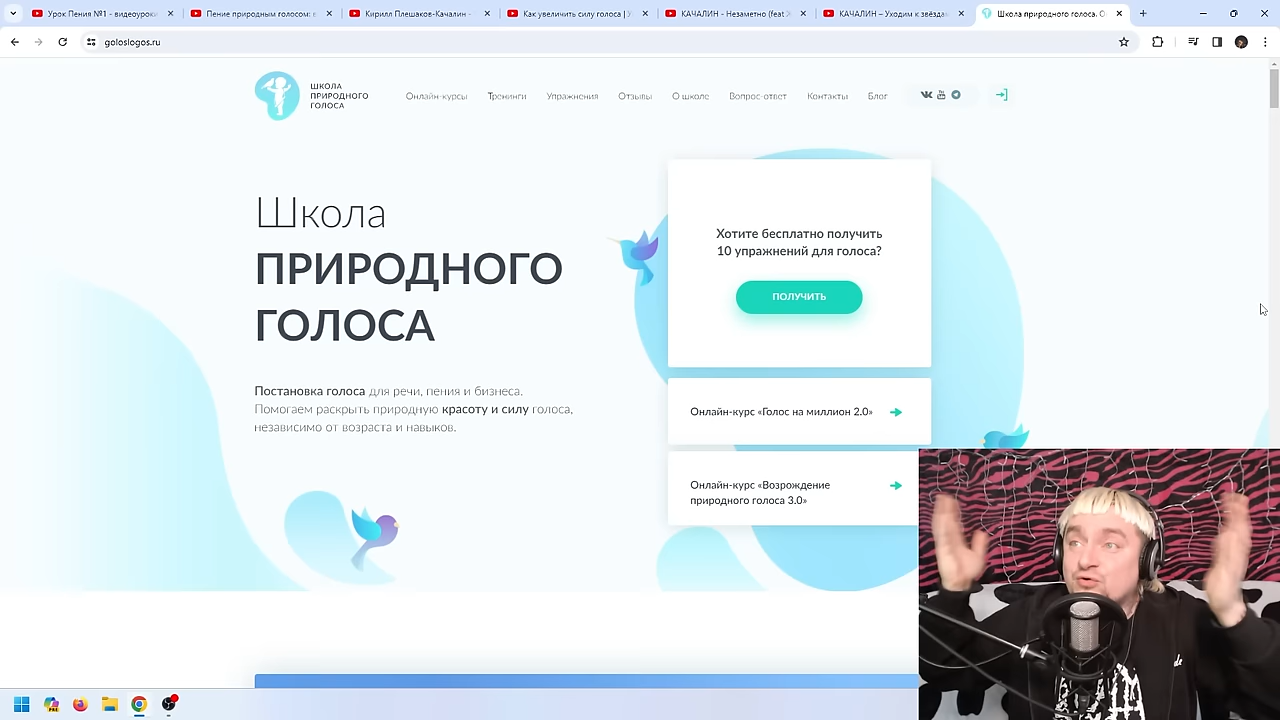 Урок Пения №1 - видеоурок
Пение природным голосом: в
Кирилл Плешаков-Качалин -
Как увеличить силу голоса | У
КАЧАЛИН - Незаметно (feat
КАЧАЛИН – Уходим к звёзда
Школа природного голоса. О
goloslogos.ru
ШКОЛА
ПРИРОДНОГО
ГОЛОСА
Онлайн-курсы
Тренинги
Упражнения
Отзывы
О школе
Вопрос-ответ
Контакты
Блог
Школа
ПРИРОДНОГО
ГОЛОСА
Постановка голоса для речи, пения и бизнеса.
Помогаем раскрыть природную красоту и силу голоса,
независимо от возраста и навыков.
Хотите бесплатно получить
10 упражнений для голоса?
ПОЛУЧИТЬ
Онлайн-курс «Голос на миллион 2.0»
Онлайн-курс «Возрождение
природного голоса 3.0»